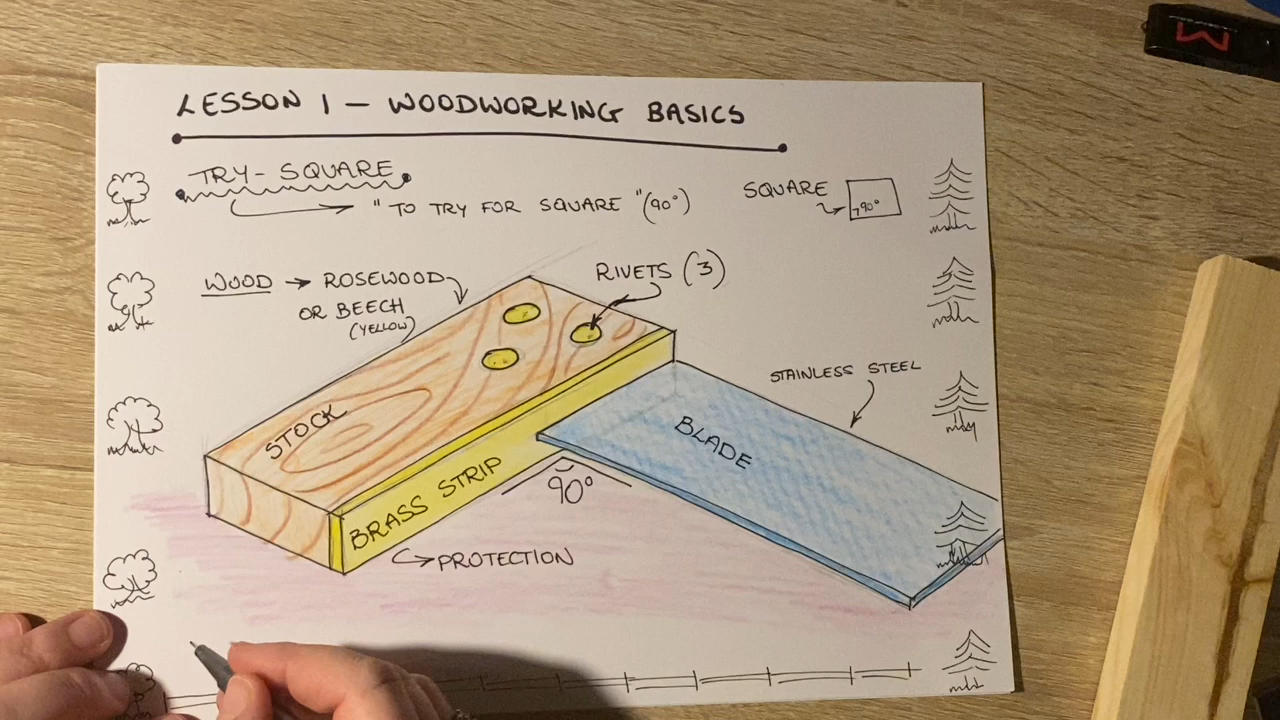 LESSON 1 — WOODWORKING BASICS
TRY-SQUARE
"TO TRY FOR SQUARE" (90°)
SQUARE
90°
WOOD → ROSEWOOD
OR BEECH
(YELLOW)
RIVETS (3)
STAINLESS STEEL
STOCK
BLADE
BRASS STRIP
90°
PROTECTION